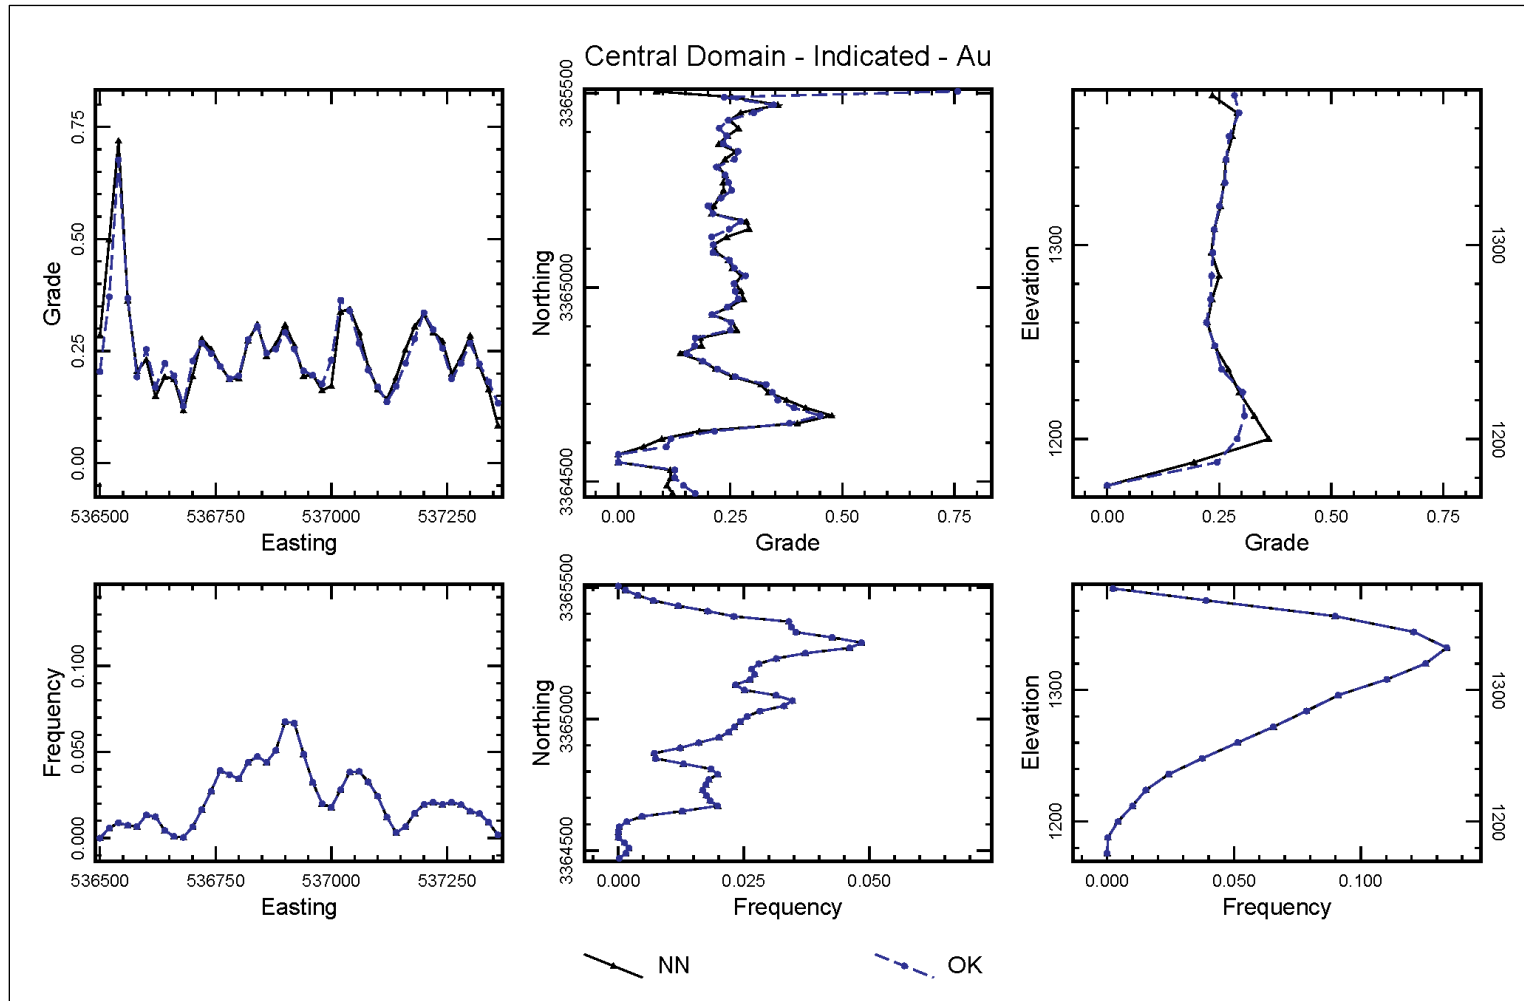 Central Domain - Indicated - Au
Grade
0.75
0.50
0.25
0.00
536500 536750 537000 537250
Easting
Northing
3365500
3365000
3364500
0.00 0.25 0.50 0.75
Grade
Elevation
1300
1200
1300
1200
0.00 0.25 0.50 0.75
Grade
Frequency
0.100
0.050
0.000
536500 536750 537000 537250
Easting
Northing
3365500
3365000
3364500
0.000 0.025 0.050
Frequency
Elevation
1300
1200
1300
1200
0.000 0.050 0.100
Frequency
NN OK